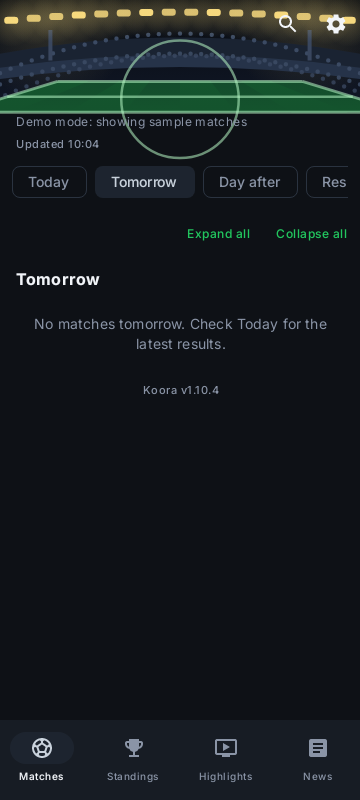 Demo mode: showing sample matches
Updated 10:04
Today Tomorrow Day after Res
Expand all Collapse all
Tomorrow
No matches tomorrow. Check Today for the
latest results.
Koora v1.10.4
Matches Standings Highlights News